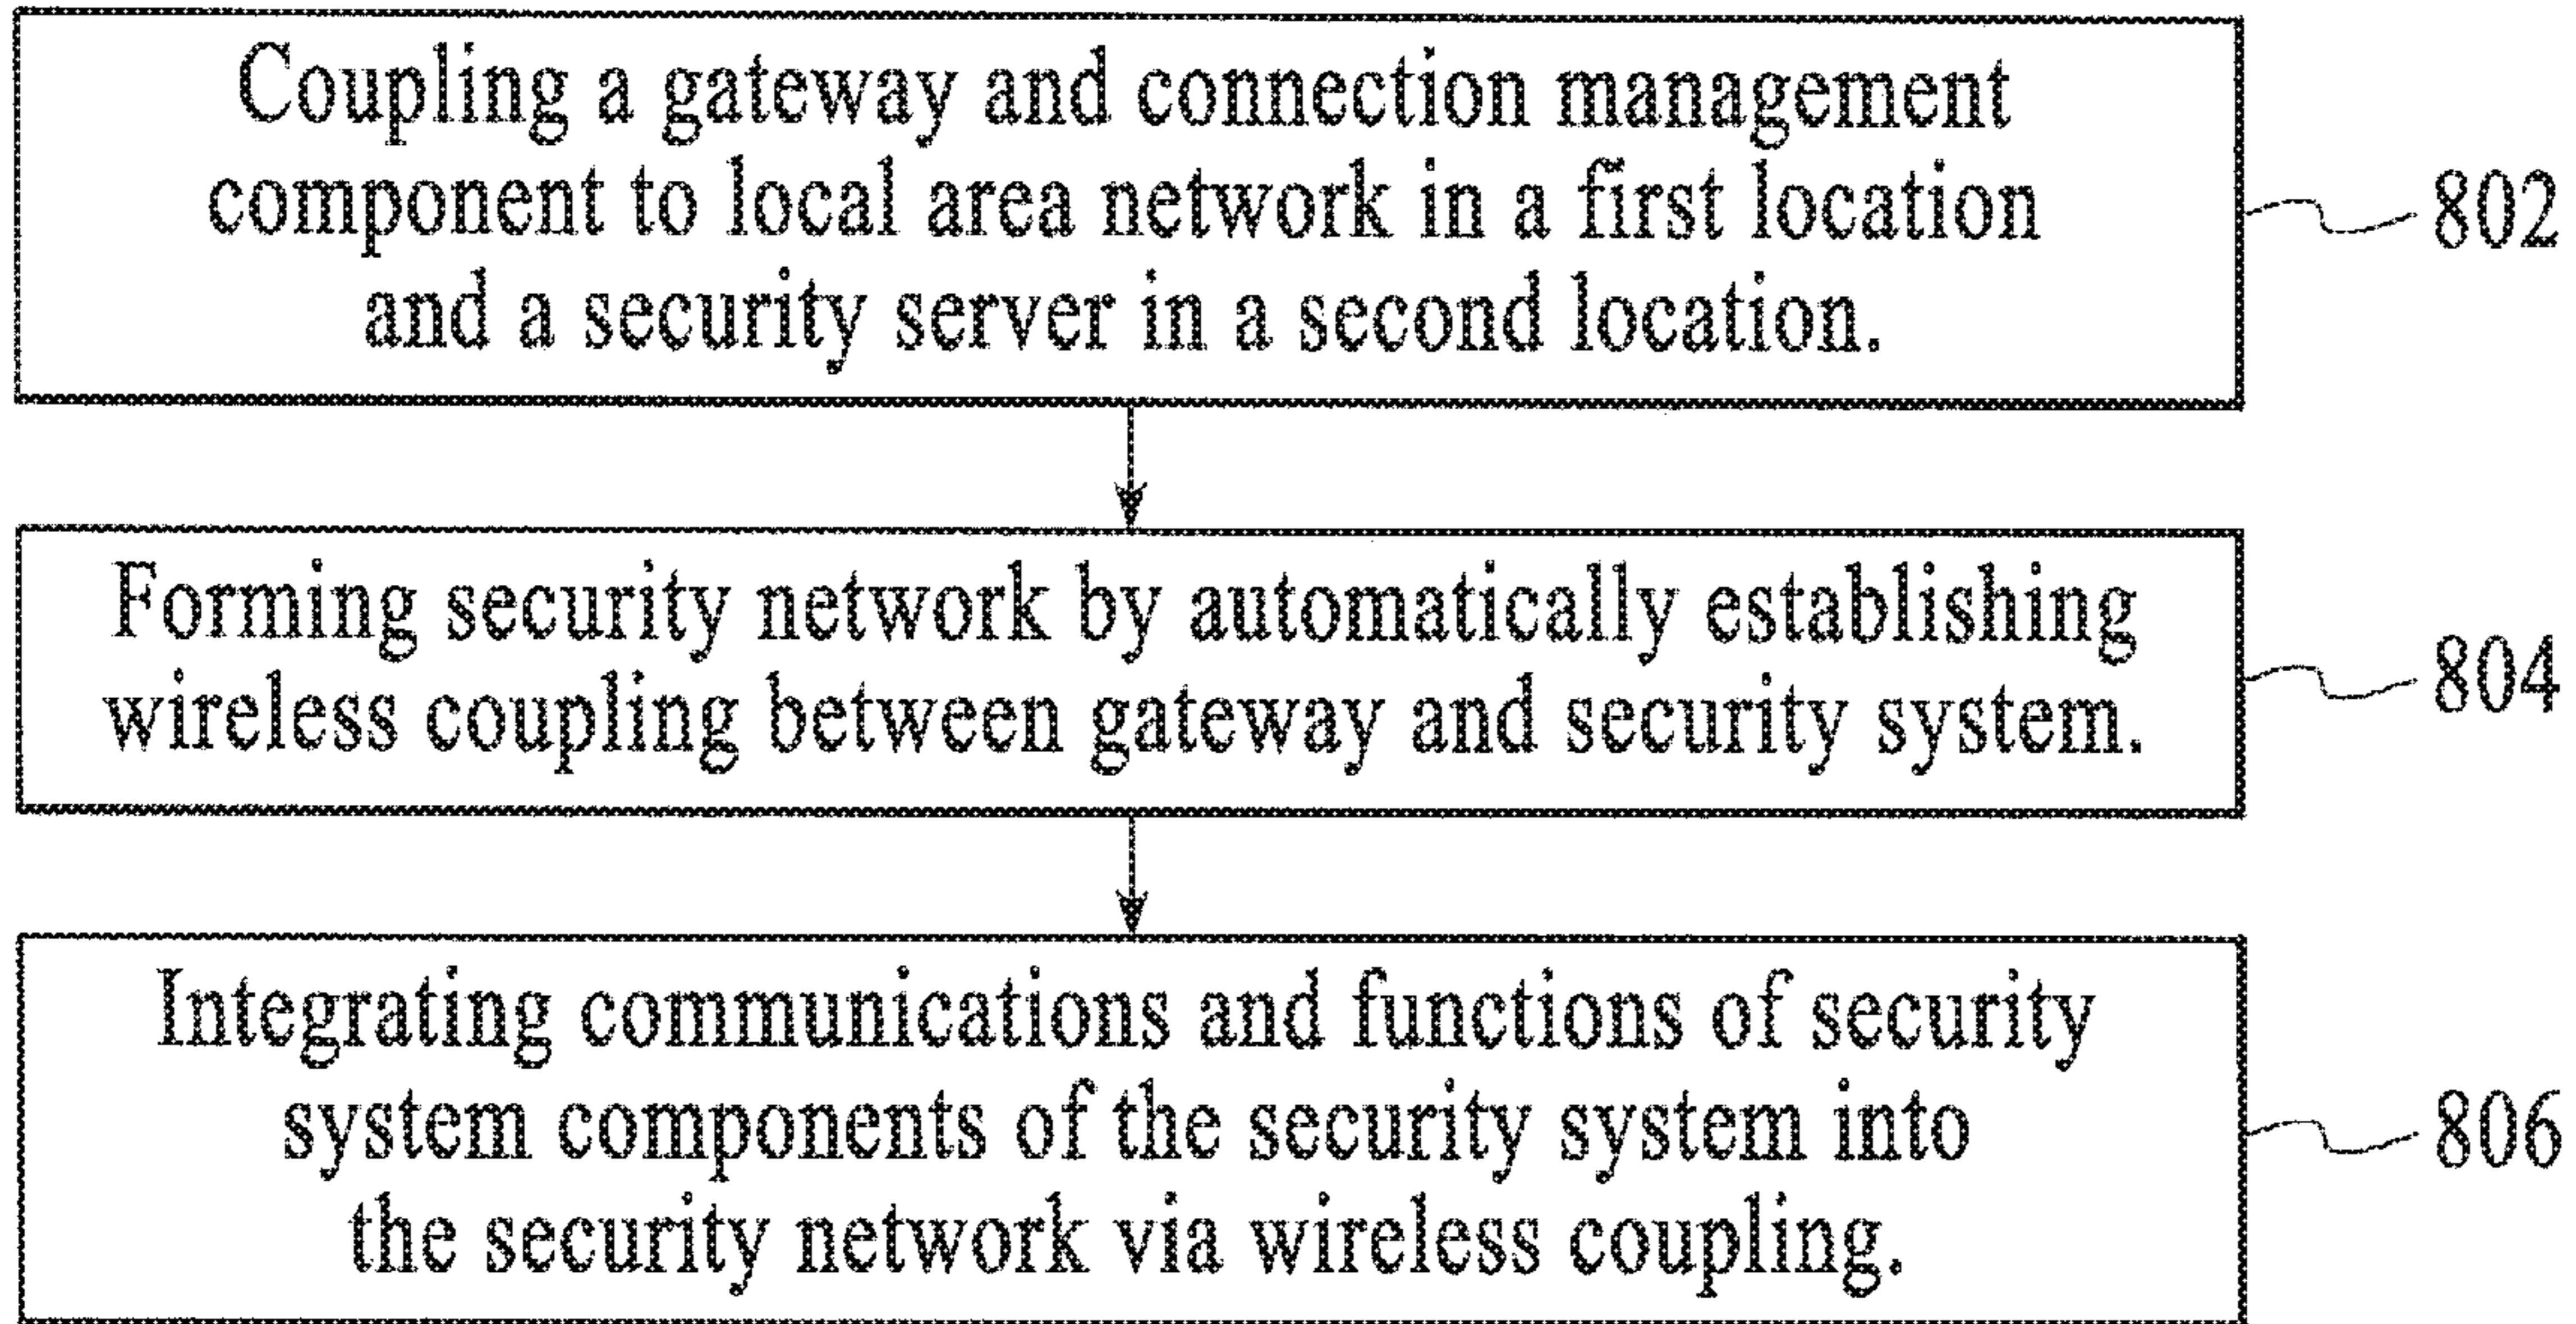 Coupling a gateway and connection management
component to local area network in a first location
and a security server in a second location.
802
Forming security network by automatically establishing
wireless coupling between gateway and security system.
804
Integrating communications and functions of security
system components of the security system into
the security network via wireless coupling.
806